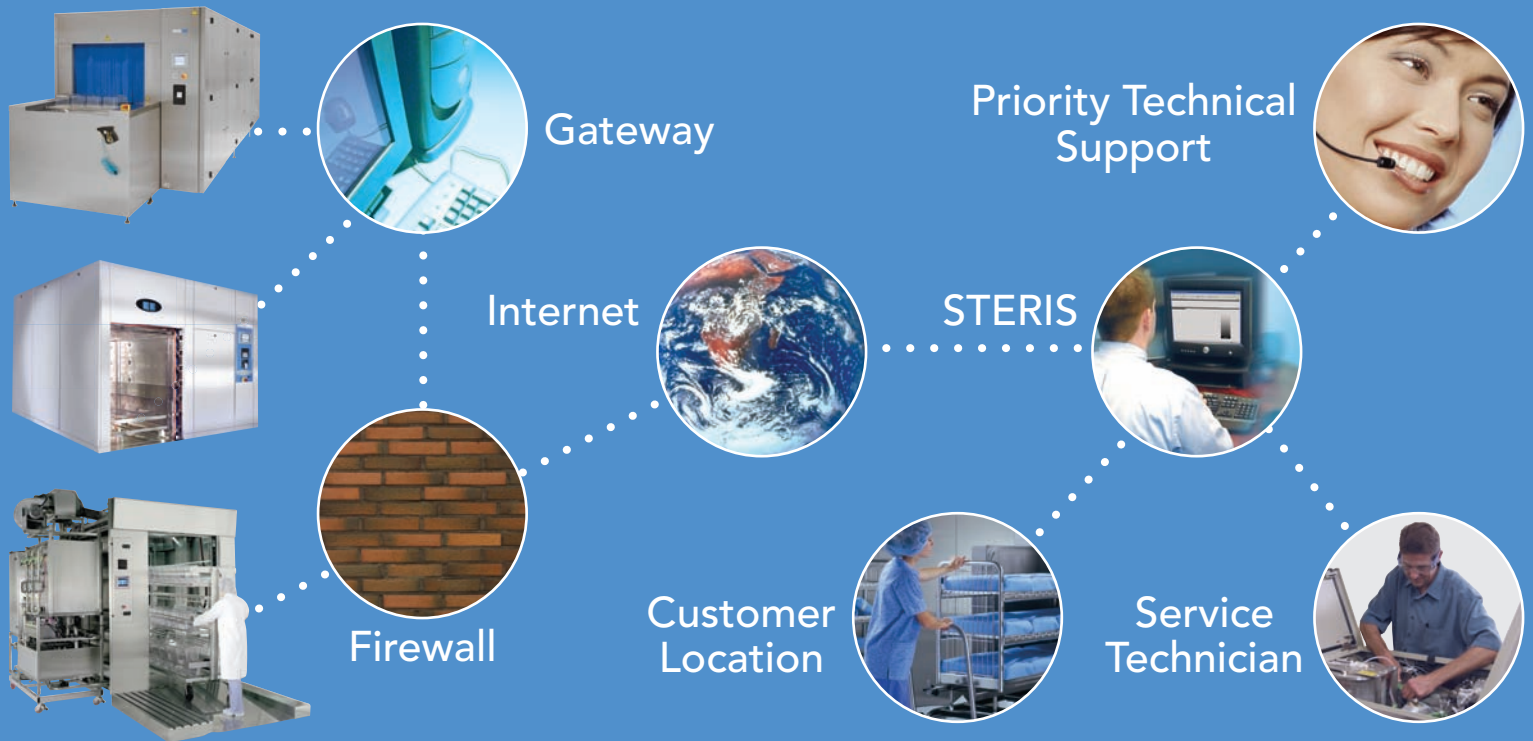 Gateway
Priority Technical
Support
Internet
STERIS
Firewall
Customer
Location
Service
Technician